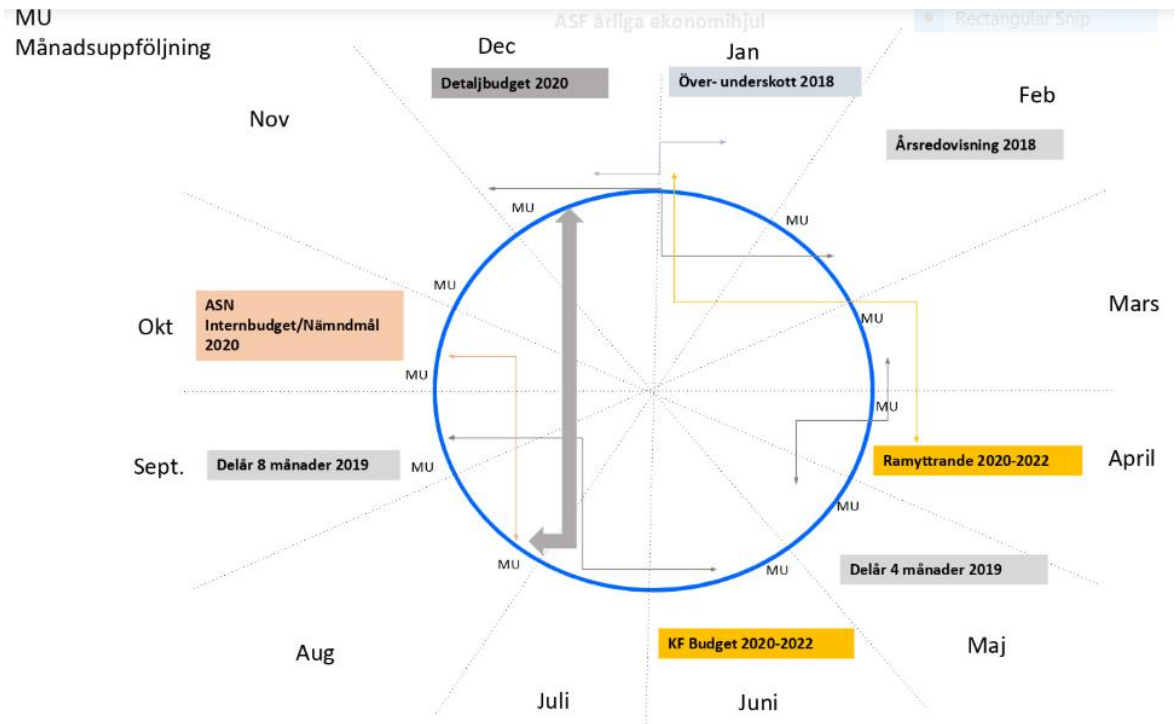 MU
Månadsuppföljning
ASF årliga ekonomihjul
• Rectangular Snip
Dec
Jan
Detaljbudget 2020
Över- underskott 2018
Feb
Nov
Årsredovisning 2018
MU
MU
MU
ASN
Internbudget/Nämndmål
2020
Okt
Mars
MU
MU
MU
Sept.
Delår 8 månader 2019
MU
Ramyttrande 2020-2022
April
MU
MU
MU
Delår 4 månader 2019
KF Budget 2020-2022
Maj
Aug
Juli
Juni